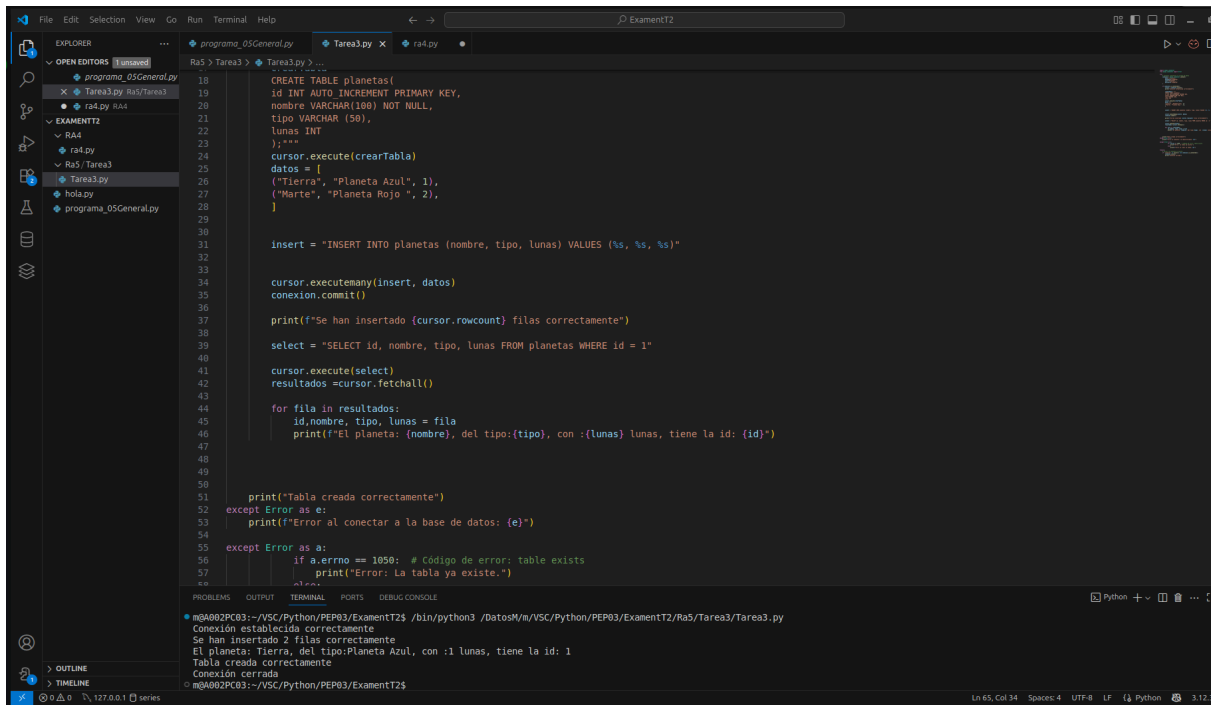 File Edit Selection View Go Run Terminal Help
ExamentT2
EXPLORER
OPEN EDITORS 1 unsaved
programa_05General.py
Tarea3.py Ra5/Tarea3
ra4.py RA4
EXAMENTT2
RA4
ra4.py
Ra5/Tarea3
Tarea3.py
hola.py
programa_05General.py
OUTLINE
TIMELINE
programa_05General.py Tarea3.py ra4.py
Ra5 > Tarea3 > Tarea3.py > ...
18 CREATE TABLE planetas(
19 id INT AUTO_INCREMENT PRIMARY KEY,
20 nombre VARCHAR(100) NOT NULL,
21 tipo VARCHAR (50),
22 lunas INT
23 );"""
24 cursor.execute(crearTabla)
25 datos = [
26 ("Tierra", "Planeta Azul", 1),
27 ("Marte", "Planeta Rojo ", 2),
28 ]
29
30
31 insert = "INSERT INTO planetas (nombre, tipo, lunas) VALUES (%s, %s, %s)"
32
33
34 cursor.executemany(insert, datos)
35 conexion.commit()
36
37 print(f"Se han insertado {cursor.rowcount} filas correctamente")
38
39 select = "SELECT id, nombre, tipo, lunas FROM planetas WHERE id = 1"
40
41 cursor.execute(select)
42 resultados =cursor.fetchall()
43
44 for fila in resultados:
45 id,nombre, tipo, lunas = fila
46 print(f"El planeta: {nombre}, del tipo:{tipo}, con :{lunas} lunas, tiene la id: {id}")
47
48
49
50
51 print("Tabla creada correctamente")
52 except Error as e:
53 print(f"Error al conectar a la base de datos: {e}")
54
55 except Error as a:
56 if a.errno == 1050: # Código de error: table exists
57 print("Error: La tabla ya existe.")
58 else:
PROBLEMS OUTPUT TERMINAL PORTS DEBUG CONSOLE
Python
m@A002PC03:~/VSC/Python/PEP03/ExamentT2$ /bin/python3 /DatosM/m/VSC/Python/PEP03/ExamentT2/Ra5/Tarea3/Tarea3.py
Conexión establecida correctamente
Se han insertado 2 filas correctamente
El planeta: Tierra, del tipo:Planeta Azul, con :1 lunas, tiene la id: 1
Tabla creada correctamente
Conexión cerrada
m@A002PC03:~/VSC/Python/PEP03/ExamentT2$
0 0 0 127.0.0.1 series
Ln 65, Col 34 Spaces: 4 UTF-8 LF Python 3.12.